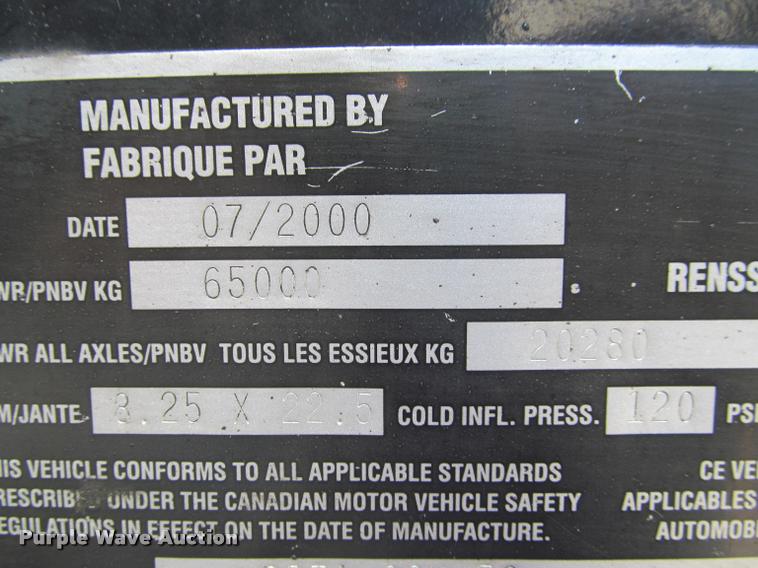 MANUFACTURED BY
FABRIQUE PAR
DATE 07/2000
WR/PNBV KG 65000 RENSS
WR ALL AXLES/PNBV TOUS LES ESSIEUX KG 20280
M/JANTE 8.25 X 22.5 COLD INFL. PRESS. 120 PSI
IS VEHICLE CONFORMS TO ALL APPLICABLE STANDARDS CE VE
RESCRIBE UNDER THE CANADIAN MOTOR VEHICLE SAFETY APPLICABLES
EGULATIONS IN EFFECT ON THE DATE OF MANUFACTURE. AUTOMOBI
Purple Wave Auction